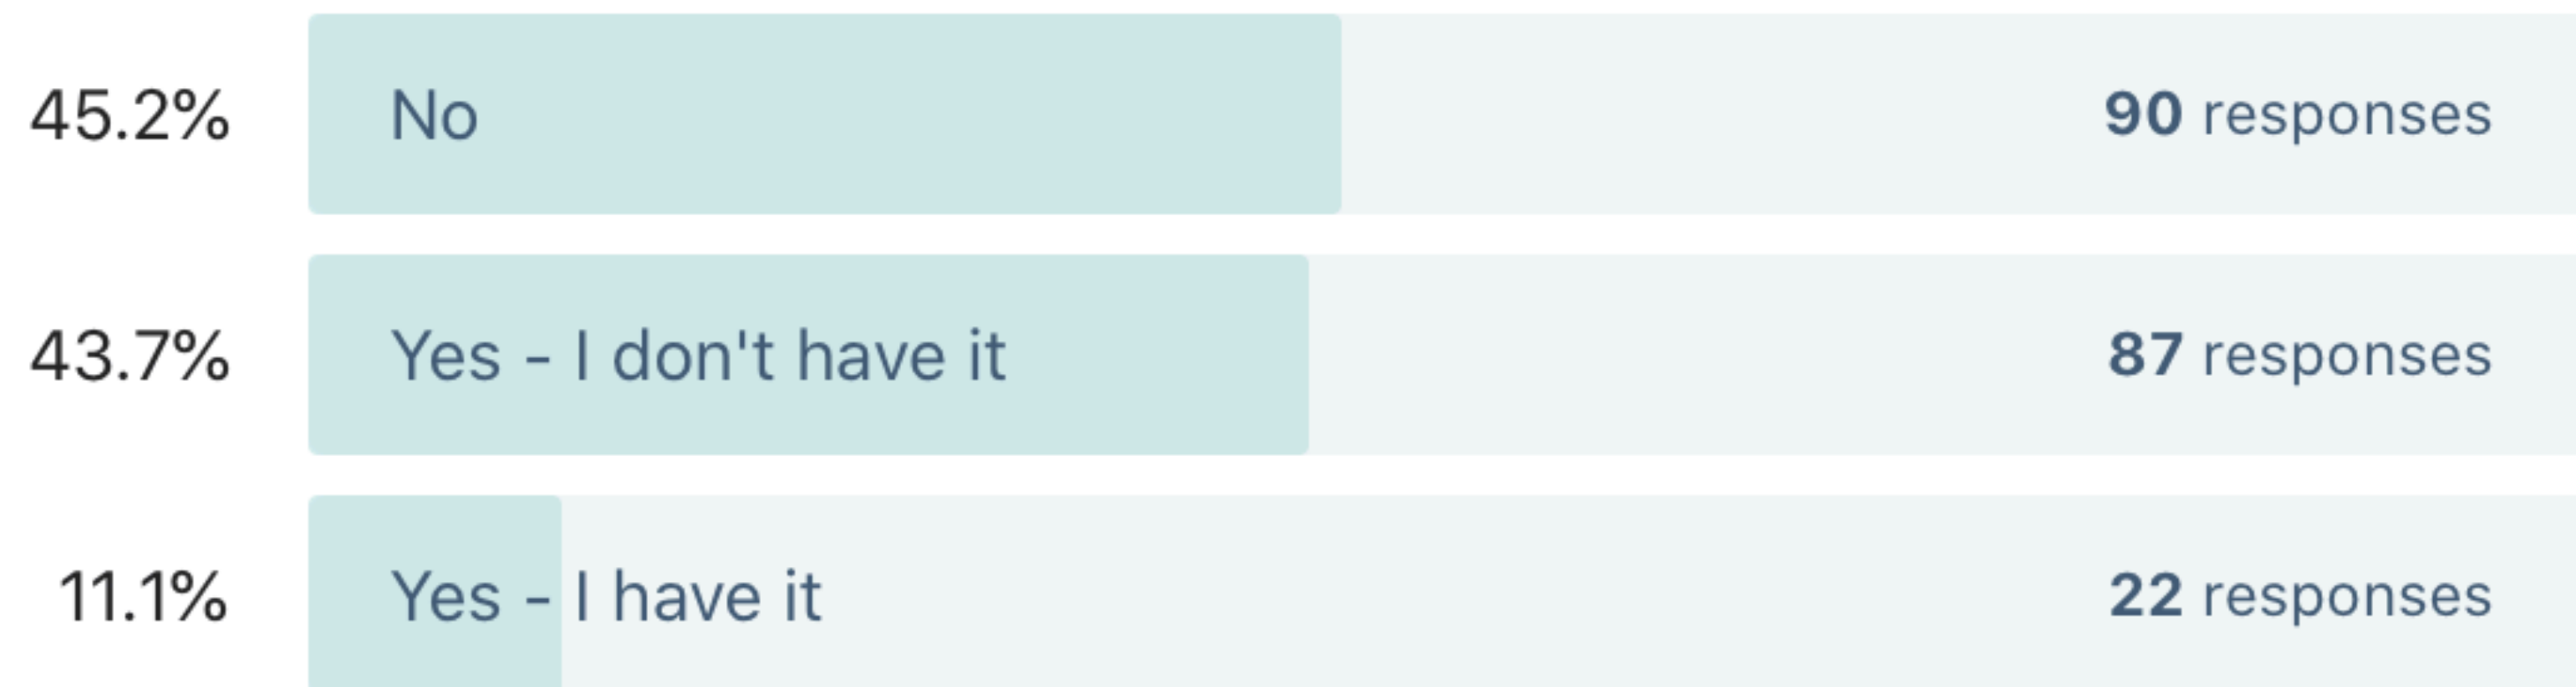 45.2% No 90 responses
43.7% Yes - I don't have it 87 responses
11.1% Yes - I have it 22 responses